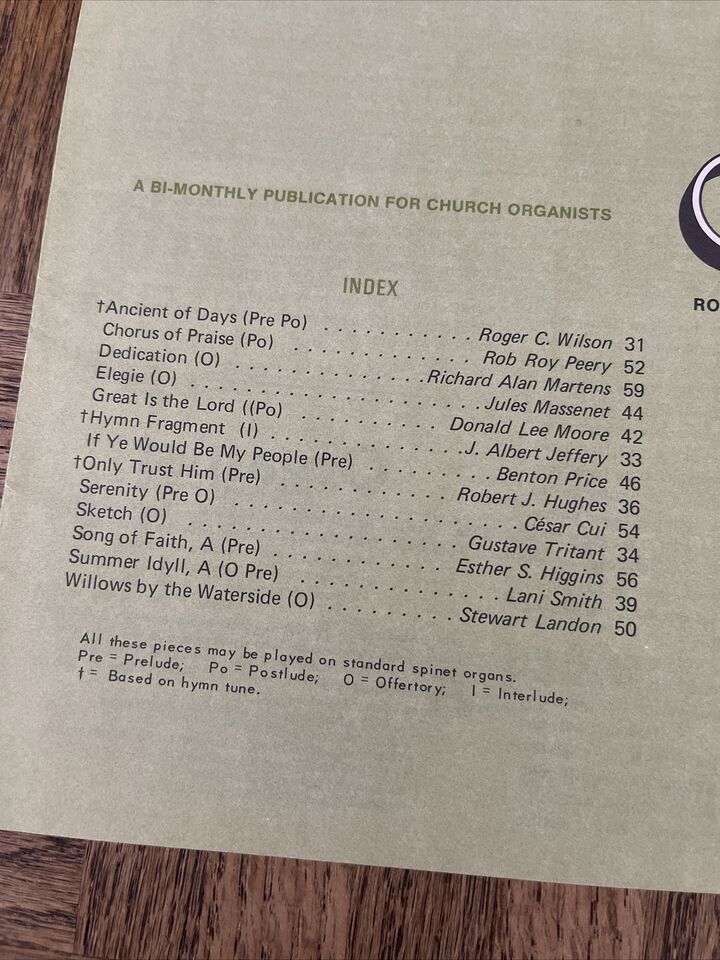 A BI-MONTHLY PUBLICATION FOR CHURCH ORGANISTS
INDEX
†Ancient of Days (Pre Po) . . . . . . . . . . . Roger C. Wilson 31
Chorus of Praise (Po) . . . . . . . . . . . . . Rob Roy Peery 52
Dedication (O) . . . . . . . . . . . . . . Richard Alan Martens 59
Elegie (O) . . . . . . . . . . . . . . . . . . . . Jules Massenet 44
Great Is the Lord ((Po) . . . . . . . . . . Donald Lee Moore 42
†Hymn Fragment (I) . . . . . . . . . . . . . . J. Albert Jeffery 33
If Ye Would Be My People (Pre) . . . . . . . . . Benton Price 46
†Only Trust Him (Pre) . . . . . . . . . . . . Robert J. Hughes 36
Serenity (Pre O) . . . . . . . . . . . . . . . . . . . . César Cui 54
Sketch (O) . . . . . . . . . . . . . . . . . . Gustave Tritant 34
Song of Faith, A (Pre) . . . . . . . . . . . . Esther S. Higgins 56
Summer Idyll, A (O Pre) . . . . . . . . . . . . . . . Lani Smith 39
Willows by the Waterside (O) . . . . . . . . . Stewart Landon 50
All these pieces may be played on standard spinet organs.
Pre = Prelude; Po = Postlude; O = Offertory; I = Interlude;
† = Based on hymn tune.
RO